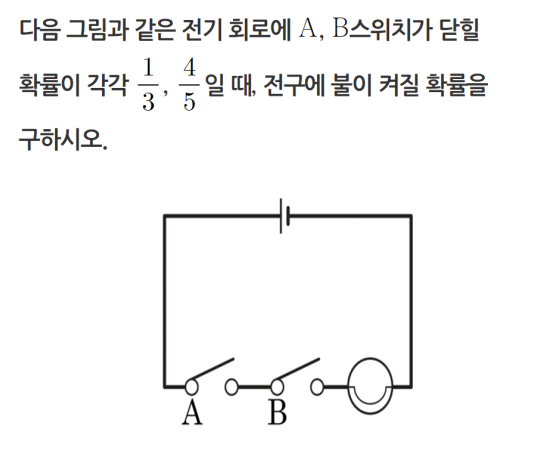 다음 그림과 같은 전기 회로에 A, B스위치가 닫힐
확률이 각각 1/3, 4/5 일 때, 전구에 불이 켜질 확률을
구하시오.
A B